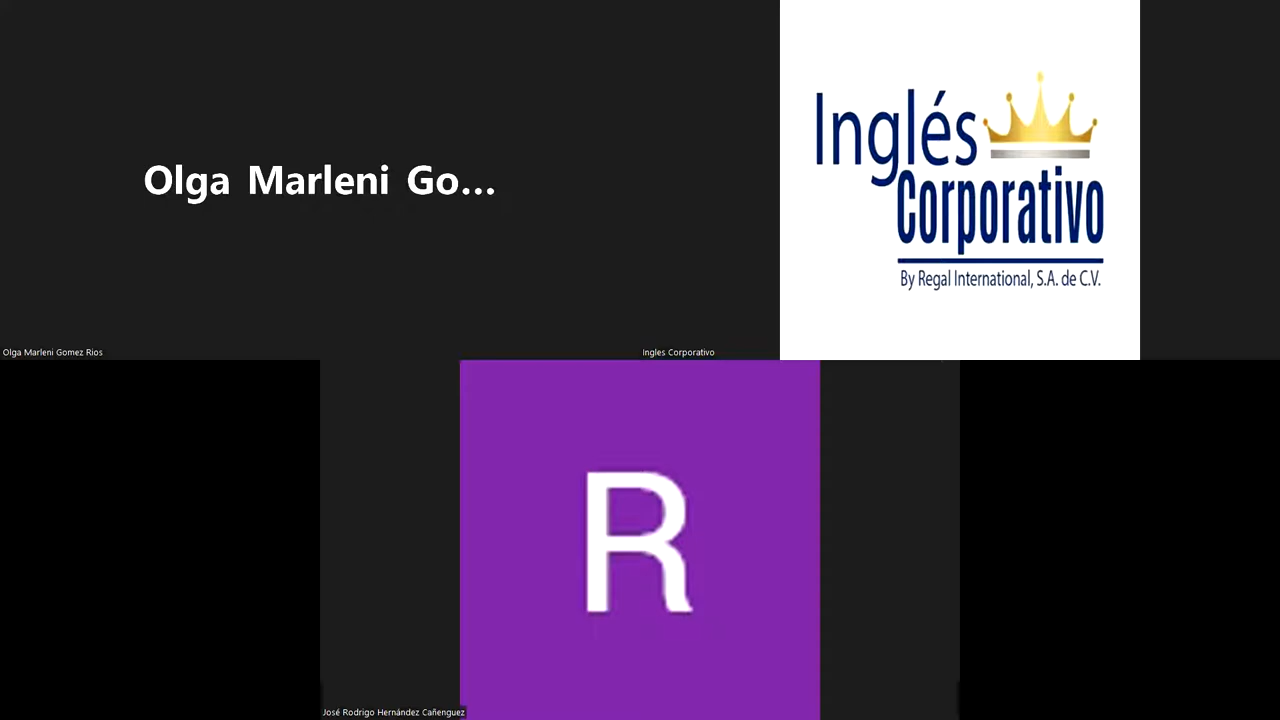 Olga Marleni Go...
Inglés
Corporativo
By Regal International, S.A. de C.V.
Olga Marleni Gomez Rios
Ingles Corporativo
R
José Rodrigo Hernández Cañenguez